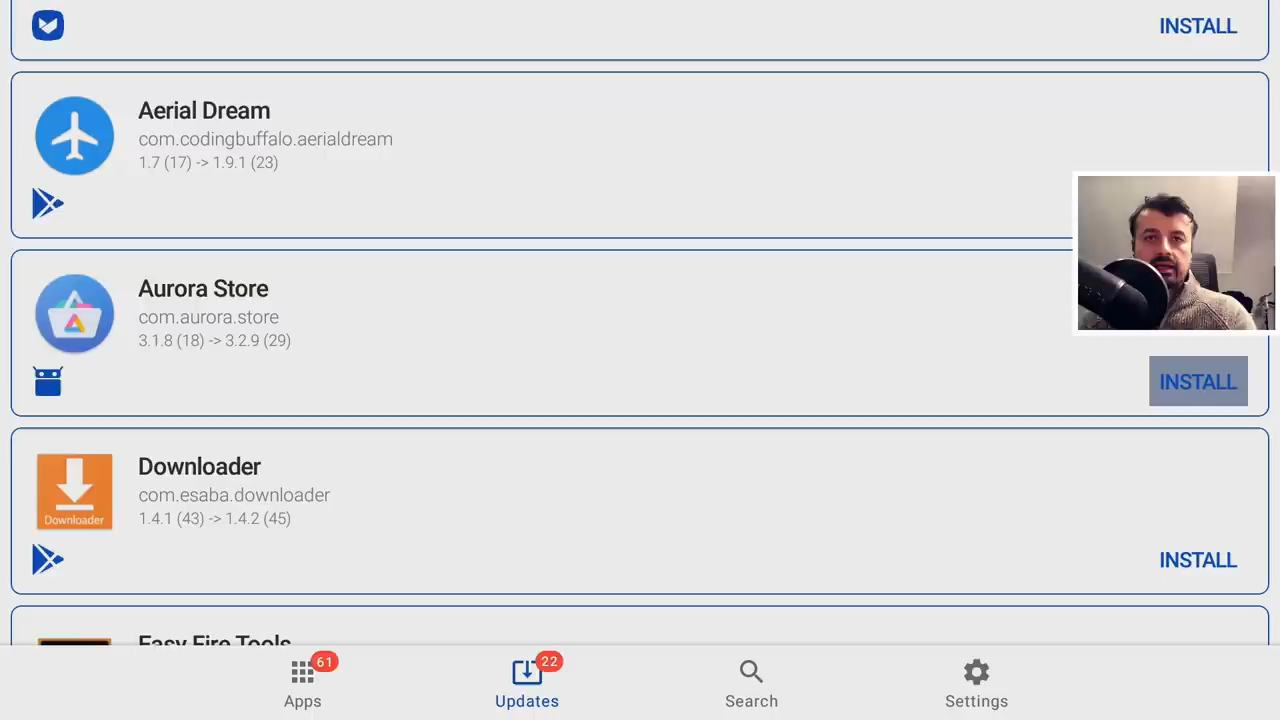 INSTALL
Aerial Dream
com.codingbuffalo.aerialdream
1.7 (17) -> 1.9.1 (23)
Aurora Store
com.aurora.store
3.1.8 (18) -> 3.2.9 (29)
INSTALL
Downloader
Downloader
com.esaba.downloader
1.4.1 (43) -> 1.4.2 (45)
INSTALL
Easy Fire Tools
61
22
Apps
Updates
Search
Settings